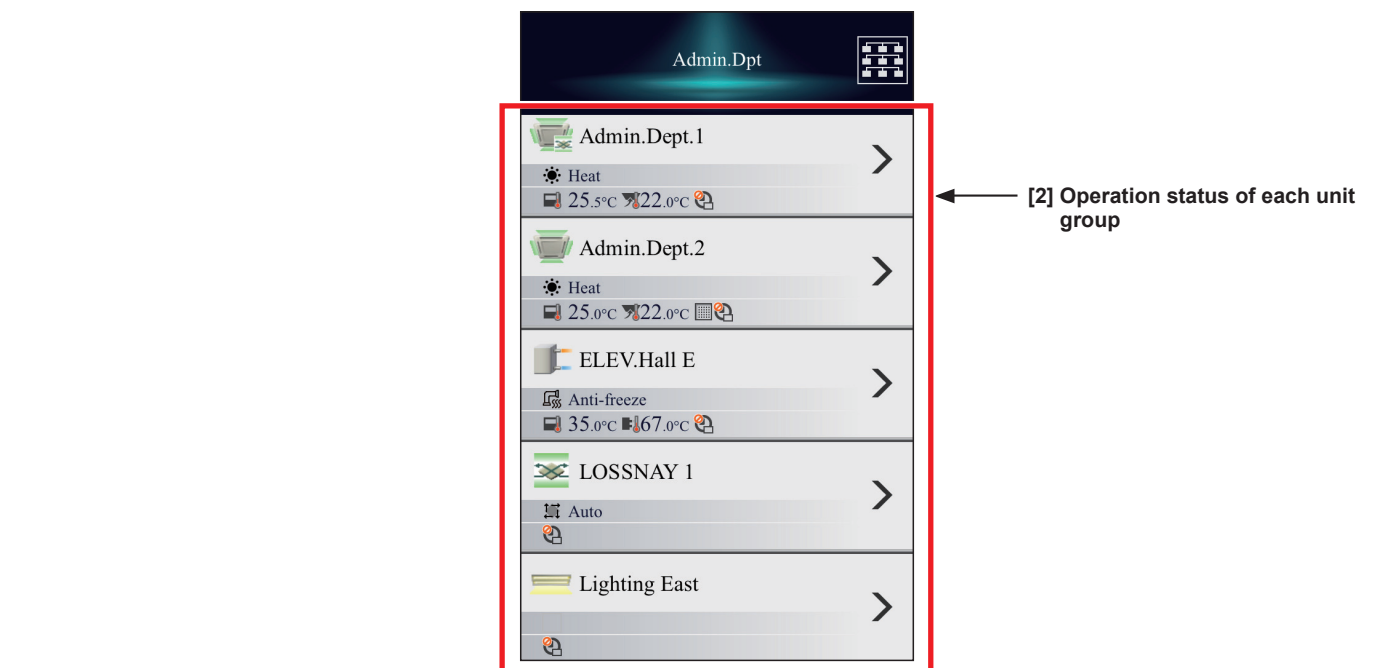 Admin.Dpt
Admin.Dept.1
Heat
25.5°C 22.0°C
[2] Operation status of each unit
group
Admin.Dept.2
Heat
25.0°C 22.0°C
ELEV.Hall E
Anti-freeze
35.0°C 67.0°C
LOSSNAY 1
Auto
Lighting East